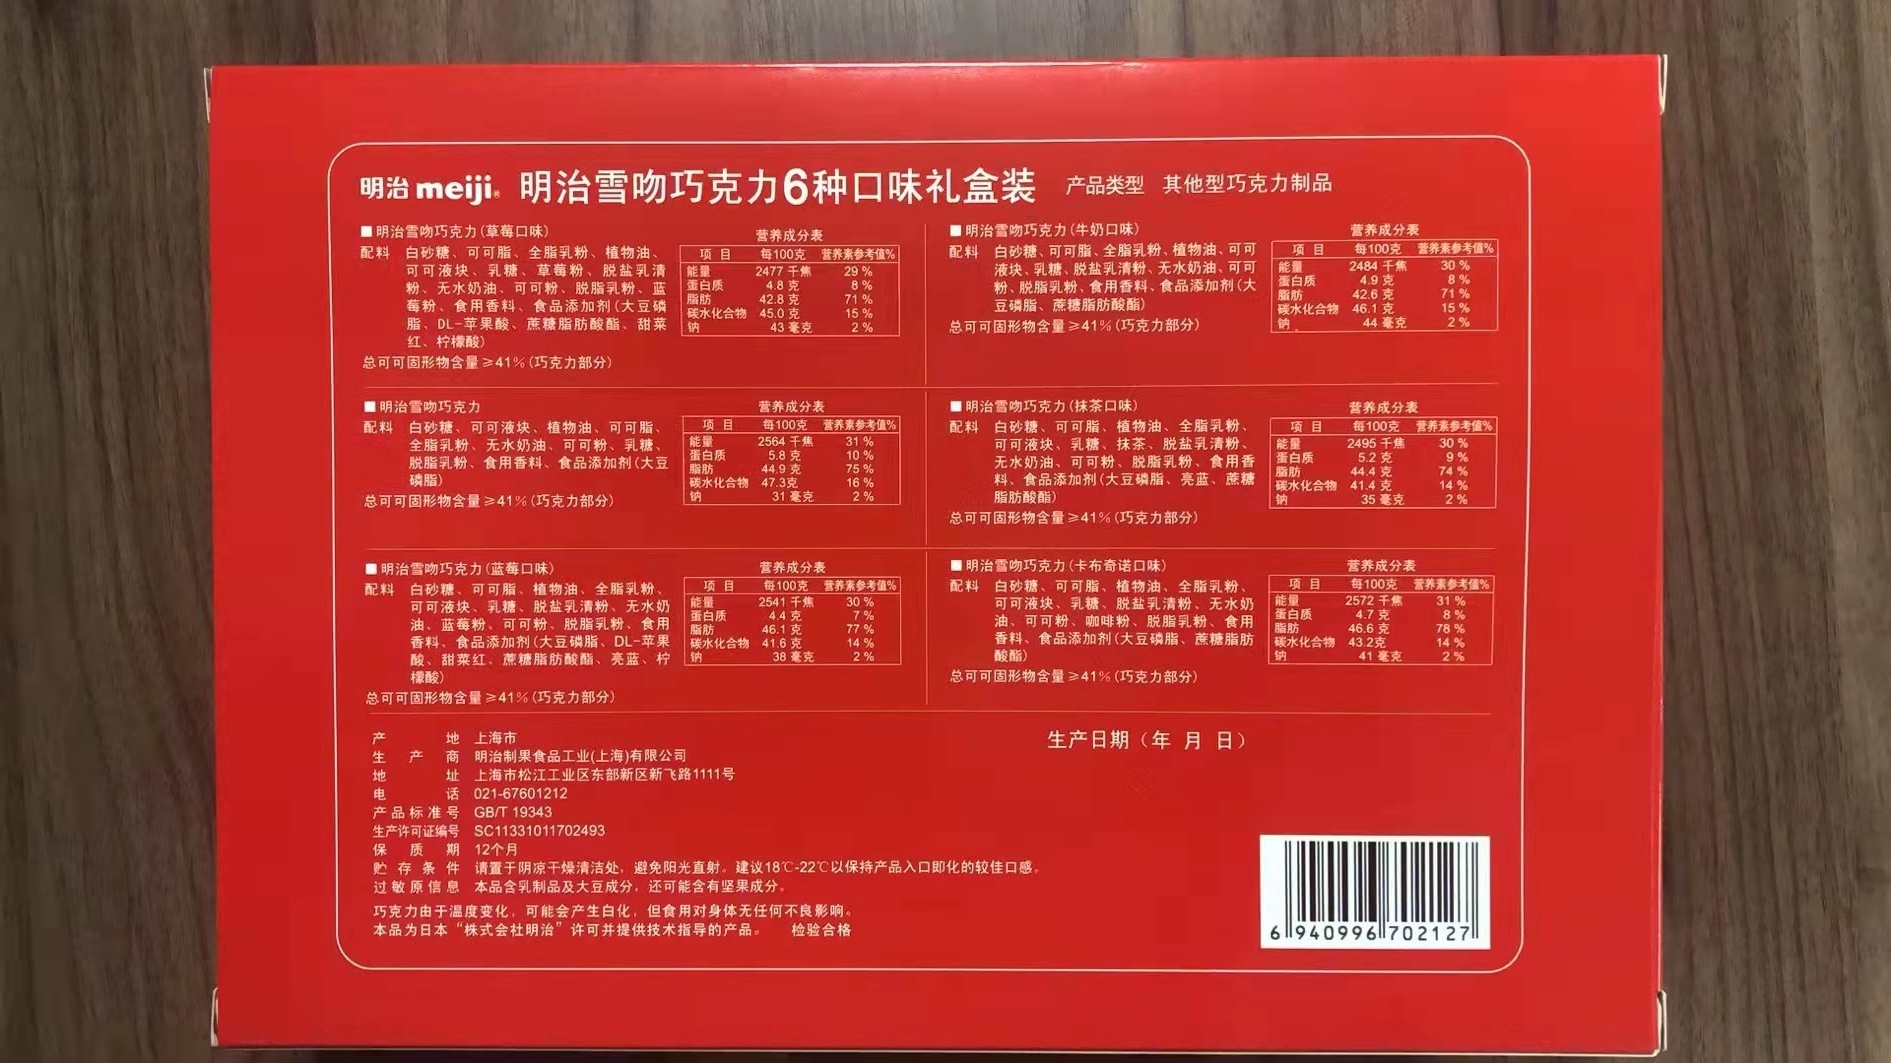 明治 meiji® 明治雪吻巧克力6种口味礼盒装 产品类型 其他型巧克力制品
■明治雪吻巧克力(草莓口味)
配料 白砂糖、可可脂、全脂乳粉、植物油、
可可液块、乳糖、草莓粉、脱盐乳清
粉、无水奶油、可可粉、脱脂乳粉、蓝
莓粉、食用香料、食品添加剂(大豆磷
脂、DL-苹果酸、蔗糖脂肪酸酯、甜菜
红、柠檬酸)
总可可固形物含量≥41%(巧克力部分)
营养成分表
项 目 每100克 营养素参考值%
能量 2477 千焦 29 %
蛋白质 4.8 克 8 %
脂肪 42.8 克 71 %
碳水化合物 45.0 克 15 %
钠 43 毫克 2 %
■明治雪吻巧克力(牛奶口味)
配料 白砂糖、可可脂、全脂乳粉、植物油、可可
液块、乳糖、脱盐乳清粉、无水奶油、可可
粉、脱脂乳粉、食用香料、食品添加剂(大
豆磷脂、蔗糖脂肪酸酯)
总可可固形物含量≥41%(巧克力部分)
营养成分表
项 目 每100克 营养素参考值%
能量 2484 千焦 30 %
蛋白质 4.9 克 8 %
脂肪 42.6 克 71 %
碳水化合物 46.1 克 15 %
钠 44 毫克 2 %
■明治雪吻巧克力
配料 白砂糖、可可液块、植物油、可可脂、
全脂乳粉、无水奶油、可可粉、乳糖、
脱脂乳粉、食用香料、食品添加剂(大豆
磷脂)
总可可固形物含量≥41%(巧克力部分)
营养成分表
项 目 每100克 营养素参考值%
能量 2564 千焦 31 %
蛋白质 5.8 克 10 %
脂肪 44.9 克 75 %
碳水化合物 47.3克 16 %
钠 31 毫克 2 %
■明治雪吻巧克力(抹茶口味)
配料 白砂糖、可可脂、植物油、全脂乳粉、
可可液块、乳糖、抹茶、脱盐乳清粉、
无水奶油、可可粉、脱脂乳粉、食用香
料、食品添加剂(大豆磷脂、亮蓝、蔗糖
脂肪酸酯)
总可可固形物含量≥41%(巧克力部分)
营养成分表
项 目 每100克 营养素参考值%
能量 2495 千焦 30 %
蛋白质 5.2 克 9 %
脂肪 44.4 克 74 %
碳水化合物 41.4 克 14 %
钠 35 毫克 2 %
■明治雪吻巧克力(蓝莓口味)
配料 白砂糖、可可脂、植物油、全脂乳粉、
可可液块、乳糖、脱盐乳清粉、无水奶
油、蓝莓粉、可可粉、脱脂乳粉、食用
香料、食品添加剂(大豆磷脂、DL-苹果
酸、甜菜红、蔗糖脂肪酸酯、亮蓝、柠
檬酸)
总可可固形物含量≥41%(巧克力部分)
营养成分表
项 目 每100克 营养素参考值%
能量 2541 千焦 30 %
蛋白质 4.4 克 7 %
脂肪 46.1 克 77 %
碳水化合物 41.6 克 14 %
钠 38 毫克 2 %
■明治雪吻巧克力(卡布奇诺口味)
配料 白砂糖、可可脂、植物油、全脂乳粉、
可可液块、乳糖、脱盐乳清粉、无水奶
油、可可粉、咖啡粉、脱脂乳粉、食用
香料、食品添加剂(大豆磷脂、蔗糖脂肪
酸酯)
总可可固形物含量≥41%(巧克力部分)
营养成分表
项 目 每100克 营养素参考值%
能量 2572 千焦 31 %
蛋白质 4.7 克 8 %
脂肪 46.6 克 78 %
碳水化合物 43.2克 14 %
钠 41 毫克 2 %
产地 上海市
生产商 明治制果食品工业(上海)有限公司
地址 上海市松江工业区东部新区新飞路1111号
电话 021-67601212
产品标准号 GB/T 19343
生产许可证编号 SC11331011702493
保质期 12个月
贮存条件 请置于阴凉干燥清洁处，避免阳光直射。建议18℃-22℃以保持产品入口即化的较佳口感。
过敏原信息 本品含乳制品及大豆成分，还可能含有坚果成分。
巧克力由于温度变化，可能会产生白化，但食用对身体无任何不良影响。
本品为日本“株式会社明治”许可并提供技术指导的产品。 检验合格
生产日期（年 月 日）
6 940996 702127